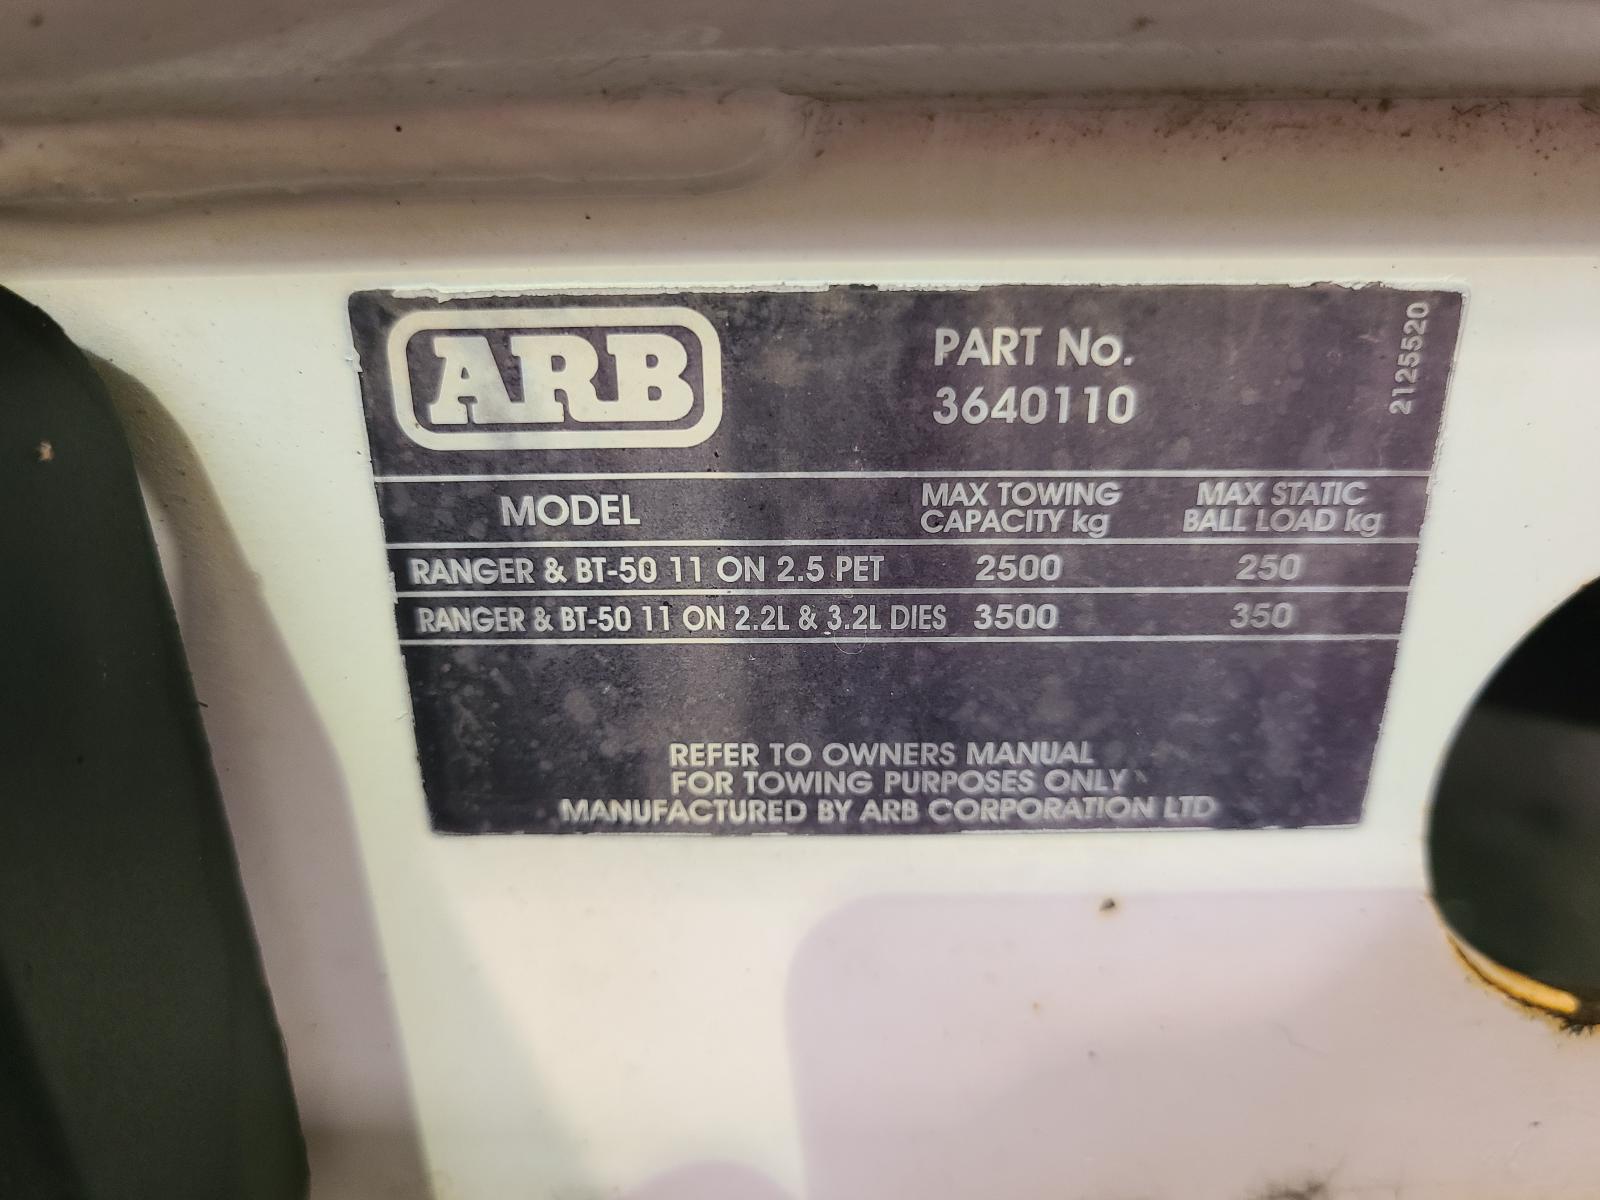 ARB
PART No.
3640110
2125520
MODEL
MAX TOWING
CAPACITY kg
MAX STATIC
BALL LOAD kg
RANGER & BT-50 11 ON 2.5 PET 2500 250
RANGER & BT-50 11 ON 2.2L & 3.2L DIES 3500 350
REFER TO OWNERS MANUAL
FOR TOWING PURPOSES ONLY
MANUFACTURED BY ARB CORPORATION LTD